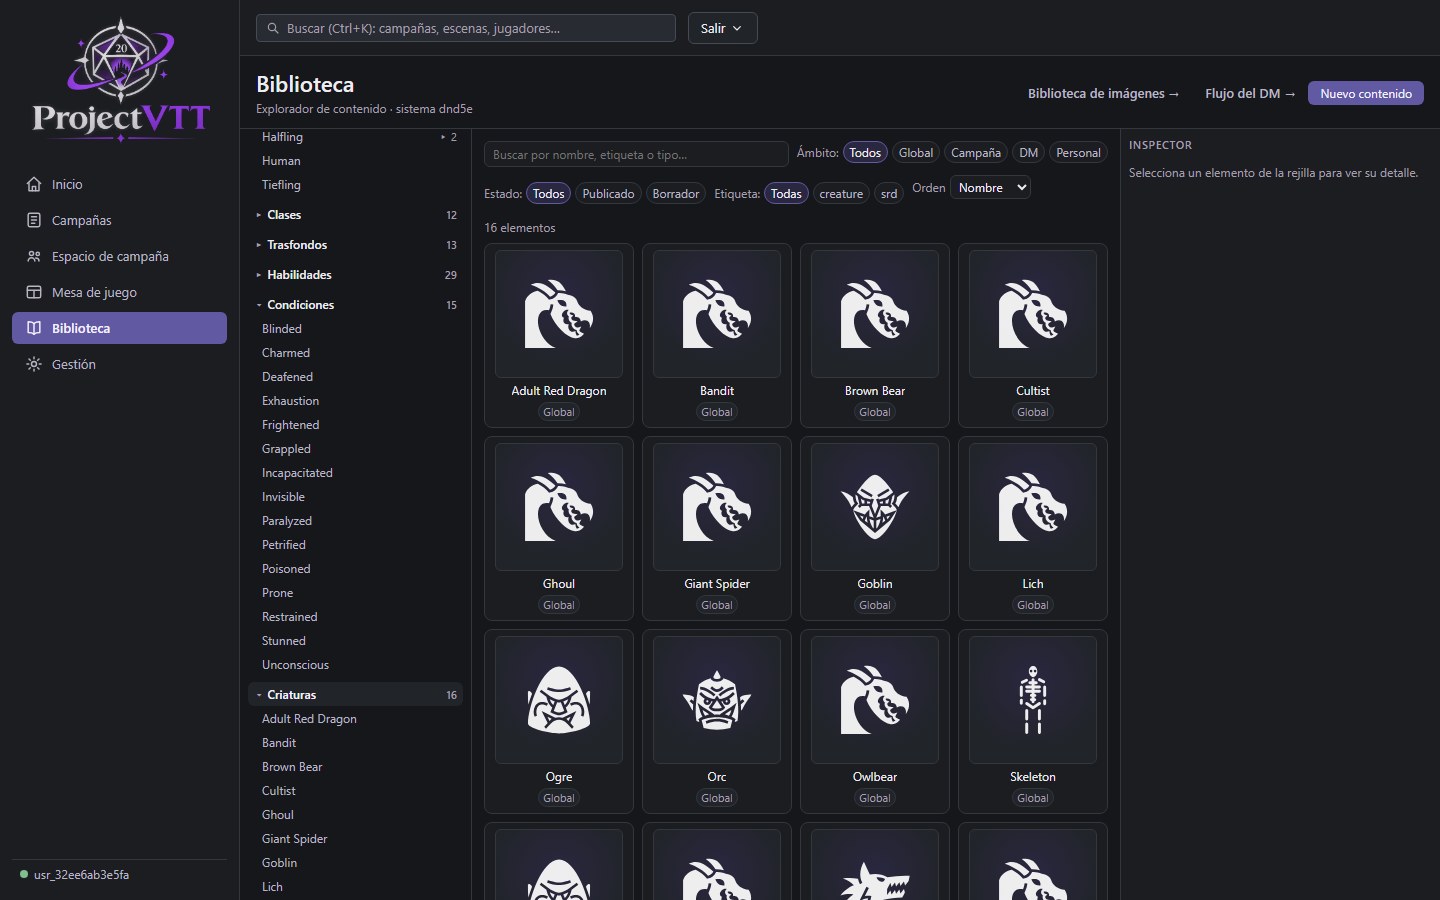 20
ProjectVTT
Inicio
Campañas
Espacio de campaña
Mesa de juego
Biblioteca
Gestión
usr_32ee6ab3e5fa
Buscar (Ctrl+K): campañas, escenas, jugadores...
Salir
Biblioteca
Explorador de contenido · sistema dnd5e
Biblioteca de imágenes →
Flujo del DM →
Nuevo contenido
Halfling 2
Human
Tiefling
Clases 12
Trasfondos 13
Habilidades 29
Condiciones 15
Blinded
Charmed
Deafened
Exhaustion
Frightened
Grappled
Incapacitated
Invisible
Paralyzed
Petrified
Poisoned
Prone
Restrained
Stunned
Unconscious
Criaturas 16
Adult Red Dragon
Bandit
Brown Bear
Cultist
Ghoul
Giant Spider
Goblin
Lich
Buscar por nombre, etiqueta o tipo...
Ámbito: Todos Global Campaña DM Personal
Estado: Todos Publicado Borrador Etiqueta: Todas creature srd Orden Nombre
16 elementos
Adult Red Dragon
Global
Bandit
Global
Brown Bear
Global
Cultist
Global
Ghoul
Global
Giant Spider
Global
Goblin
Global
Lich
Global
Ogre
Global
Orc
Global
Owlbear
Global
Skeleton
Global
INSPECTOR
Selecciona un elemento de la rejilla para ver su detalle.